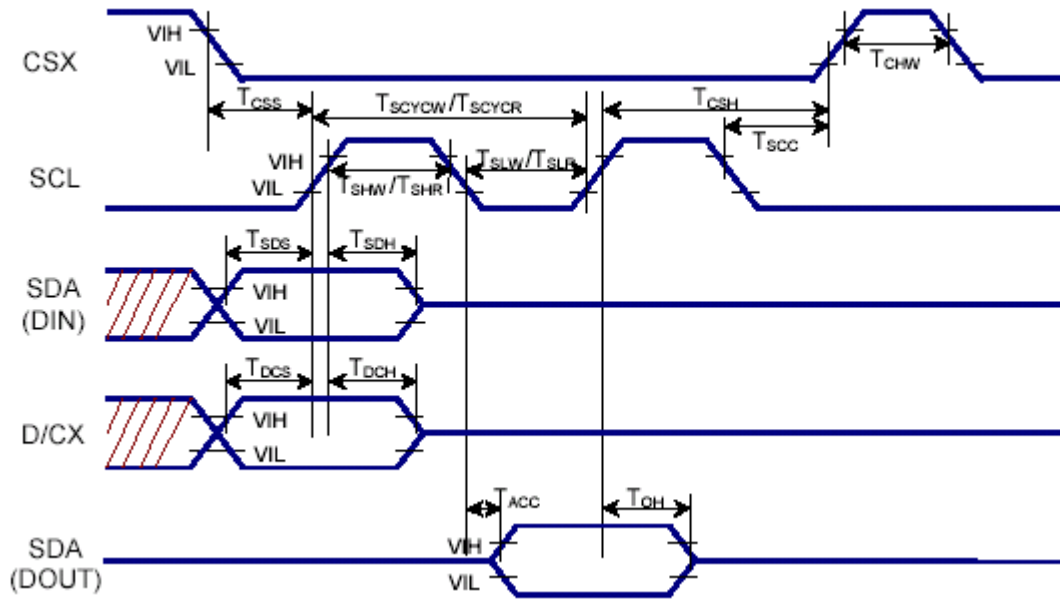 VIH
CSX
VIL
TCHW
TCSS
TSCYCW/TSCYCR
TCSH
TSCC
VIH
TSLW/TSLR
SCL
VIL
TSHW/TSHR
TSDS
TSDH
SDA
(DIN)
VIH
VIL
TDCS
TDCH
D/CX
VIH
VIL
TACC
TOH
SDA
(DOUT)
VIH
VIL